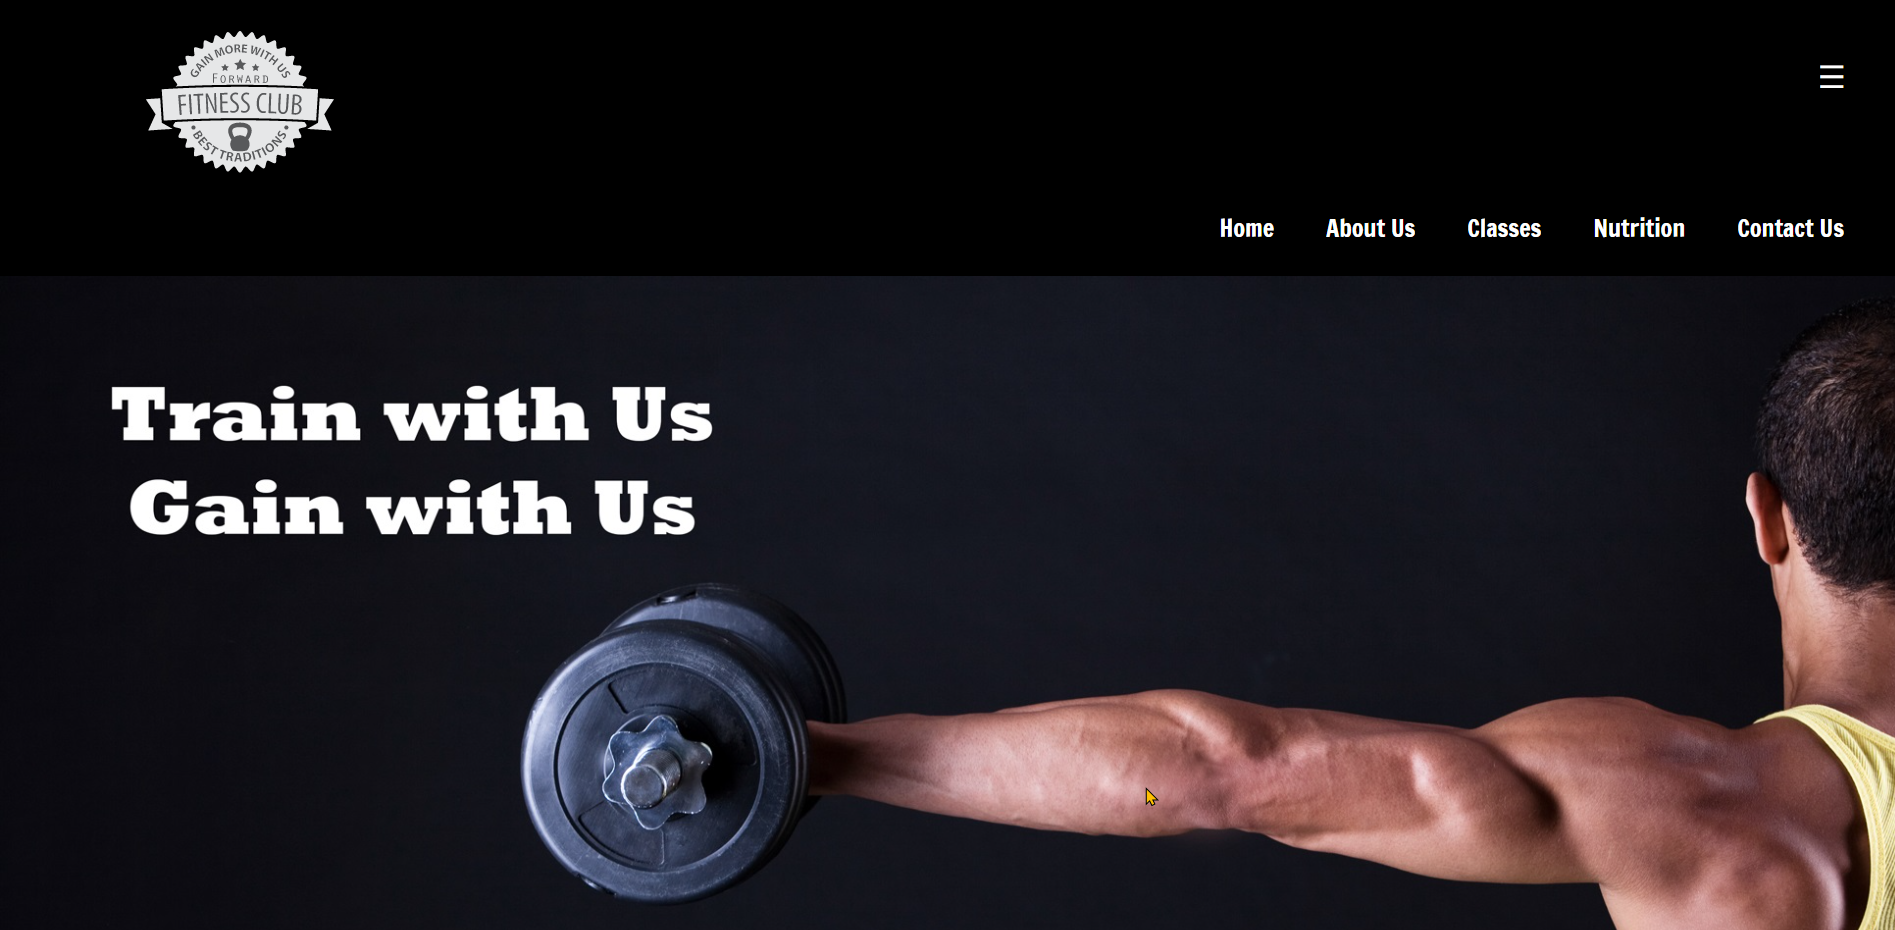 GAIN MORE WITH US
FORWARD
FITNESS CLUB
BEST TRADITIONS
Home About Us Classes Nutrition Contact Us
Train with Us
Gain with Us